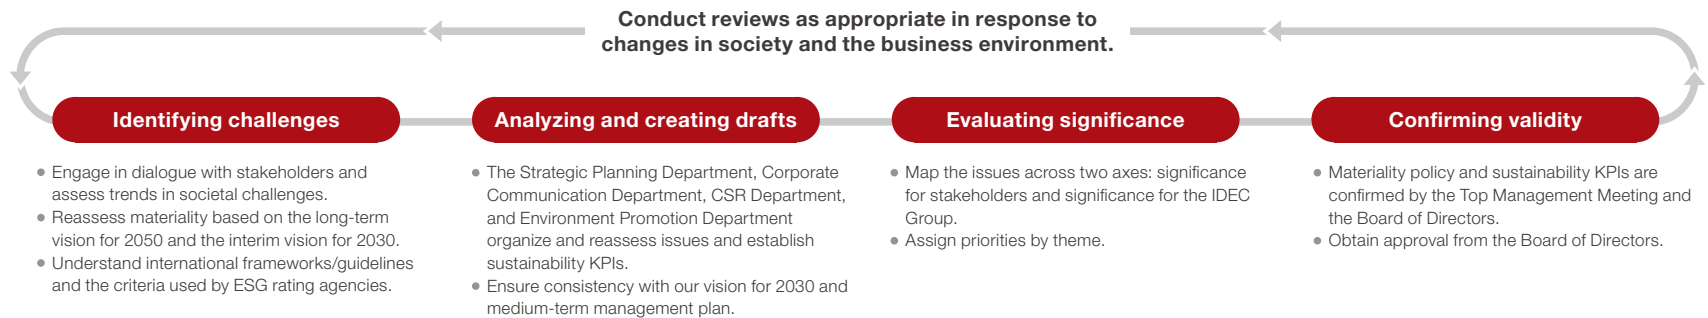 Conduct reviews as appropriate in response to
changes in society and the business environment.
Identifying challenges
• Engage in dialogue with stakeholders and
assess trends in societal challenges.
• Reassess materiality based on the long-term
vision for 2050 and the interim vision for 2030.
• Understand international frameworks/guidelines
and the criteria used by ESG rating agencies.
Analyzing and creating drafts
• The Strategic Planning Department, Corporate
Communication Department, CSR Department,
and Environment Promotion Department
organize and reassess issues and establish
sustainability KPIs.
• Ensure consistency with our vision for 2030 and
medium-term management plan.
Evaluating significance
• Map the issues across two axes: significance
for stakeholders and significance for the IDEC
Group.
• Assign priorities by theme.
Confirming validity
• Materiality policy and sustainability KPIs are
confirmed by the Top Management Meeting and
the Board of Directors.
• Obtain approval from the Board of Directors.